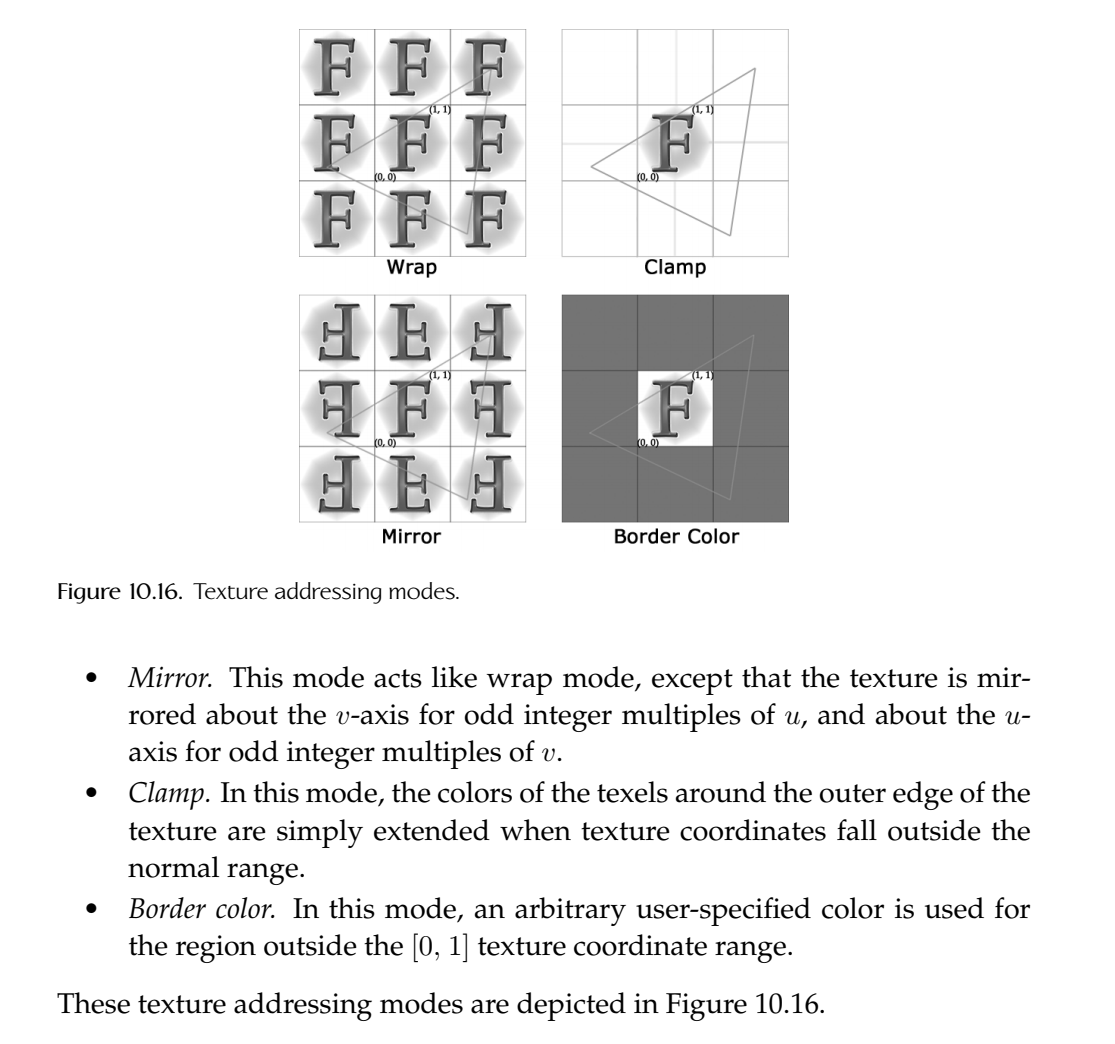 F F F
(1, 1)
F F F
(0, 0)
F F F
Wrap
(1, 1)
F
(0, 0)
Clamp
F F F
(1, 1)
F F F
(0, 0)
F F F
Mirror
(1, 1)
F
(0, 0)
Border Color
Figure 10.16. Texture addressing modes.
• Mirror. This mode acts like wrap mode, except that the texture is mir-
rored about the v-axis for odd integer multiples of u, and about the u-
axis for odd integer multiples of v.
• Clamp. In this mode, the colors of the texels around the outer edge of the
texture are simply extended when texture coordinates fall outside the
normal range.
• Border color. In this mode, an arbitrary user-specified color is used for
the region outside the [0, 1] texture coordinate range.
These texture addressing modes are depicted in Figure 10.16.